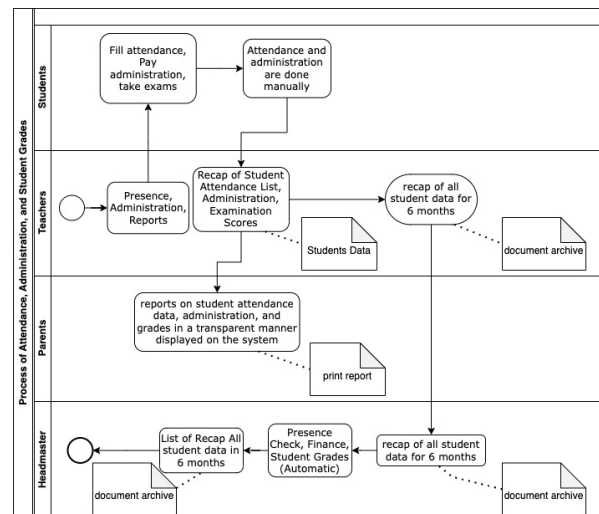 Process of Attendance, Administration, and Student Grades
Students
Fill attendance,
Pay
administration,
take exams
Attendance and
administration
are done
manually
Teachers
Presence,
Administration,
Reports
Recap of Student
Attendance List,
Administration,
Examination
Scores
Students Data
recap of all
student data for
6 months
document archive
Parents
reports on student attendance
data, administration, and
grades in a transparent manner
displayed on the system
print report
Headmaster
List of Recap All
student data in
6 months
document archive
Presence
Check, Finance,
Student Grades
(Automatic)
recap of all student
data for 6 months
document archive